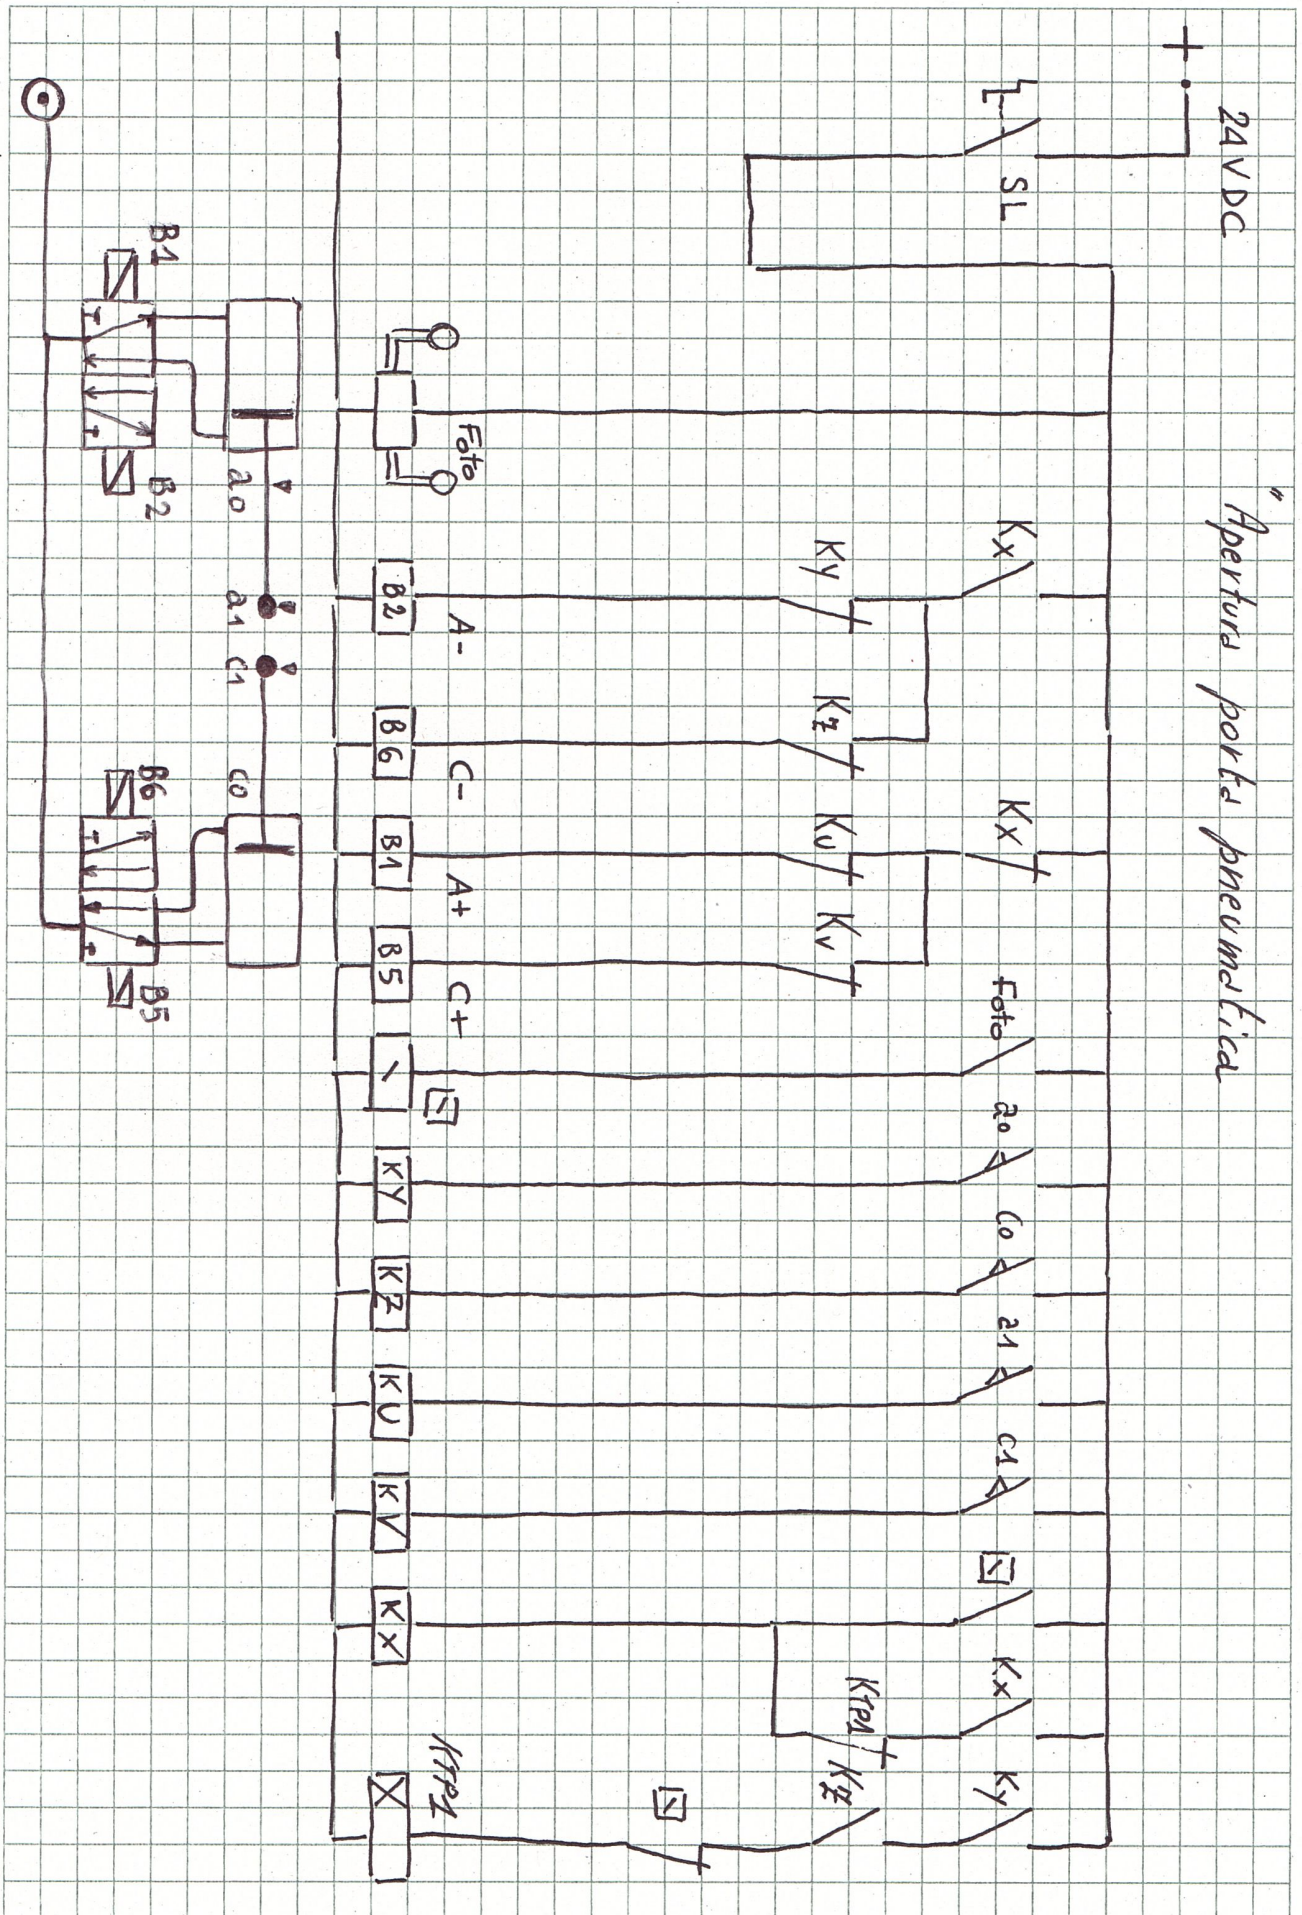 "Apertura porta pneumatica
+
24VDC
SL
Kx
Kx
Foto
a0
C0
a1
C1
Kx
Ky
Ky
Kz
Ku
Kv
KTP1
Kz
Foto
A-
C-
A+
C+
KTP1
B2
B6
B1
B5
KY
KZ
KU
KV
KX
-
a0
a1
C1
C0
B1
B2
B6
B5